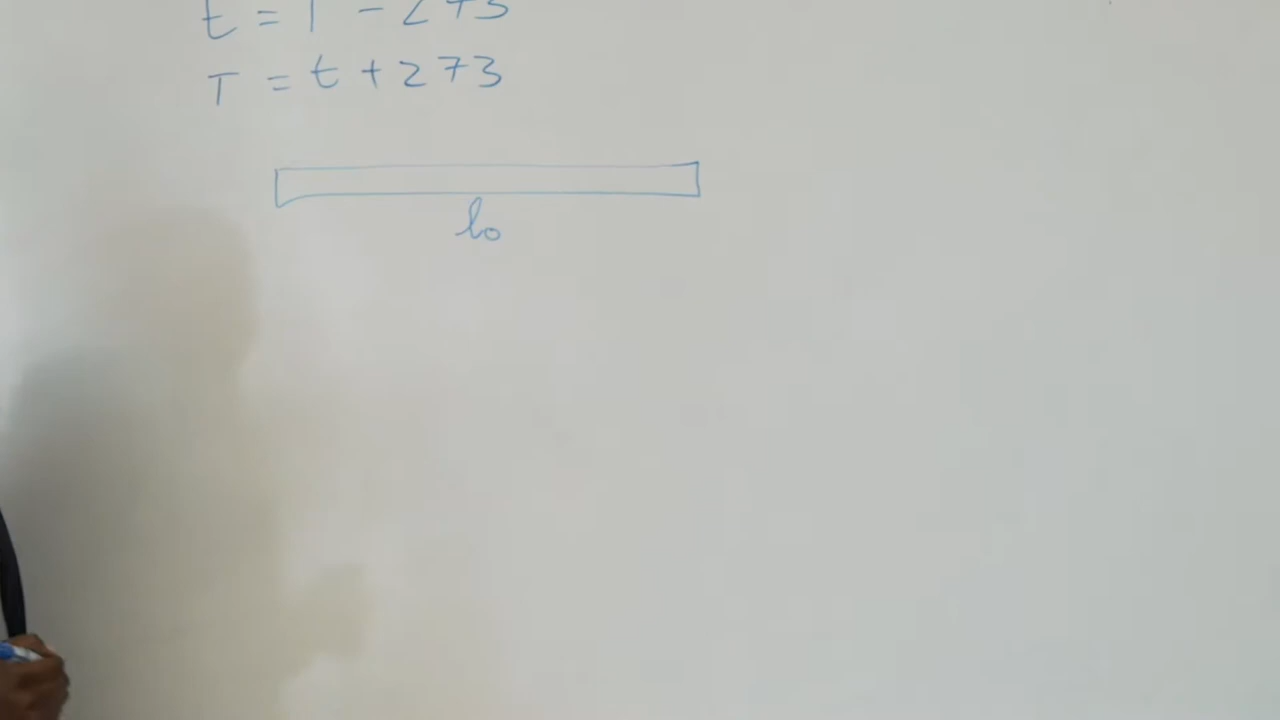 t = T - 273
T = t + 273
l₀